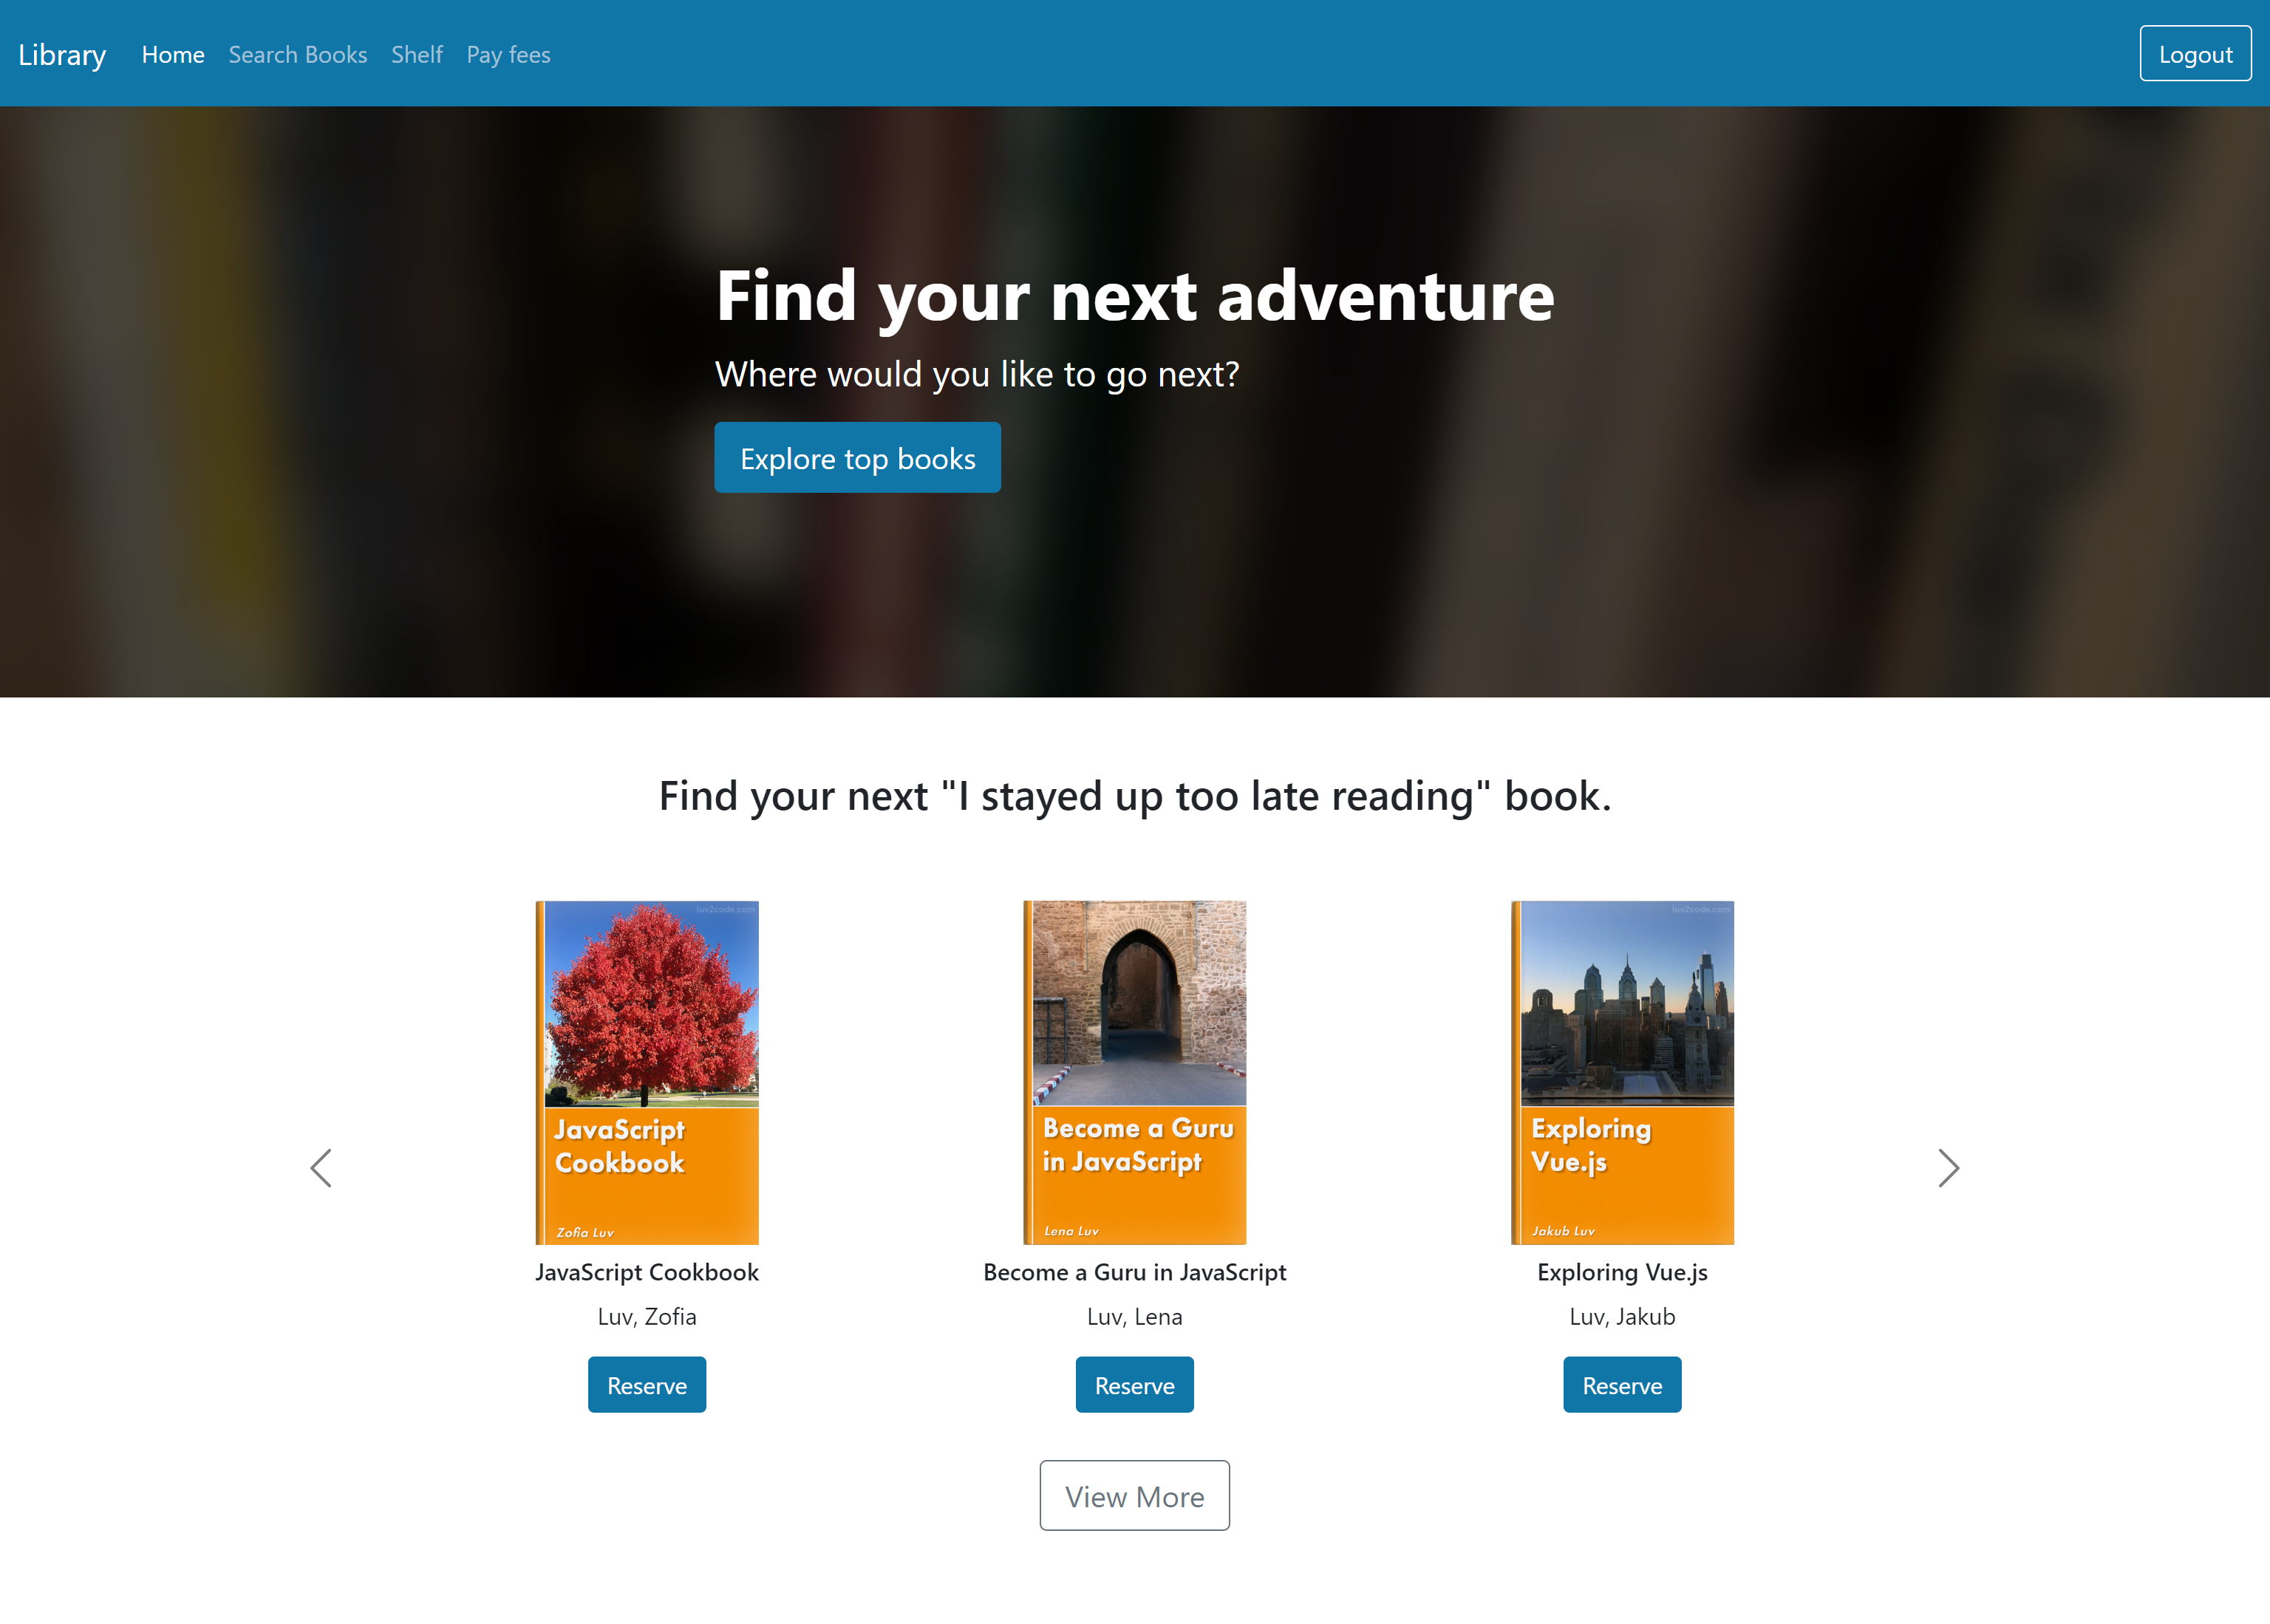 Library Home Search Books Shelf Pay fees Logout
Find your next adventure
Where would you like to go next?
Explore top books
Find your next "I stayed up too late reading" book.
luv2code.com
JavaScript
Cookbook
Zofia Luv
Become a Guru
in JavaScript
Lena Luv
luv2code.com
Exploring
Vue.js
Jakub Luv
JavaScript Cookbook
Luv, Zofia
Reserve
Become a Guru in JavaScript
Luv, Lena
Reserve
Exploring Vue.js
Luv, Jakub
Reserve
View More